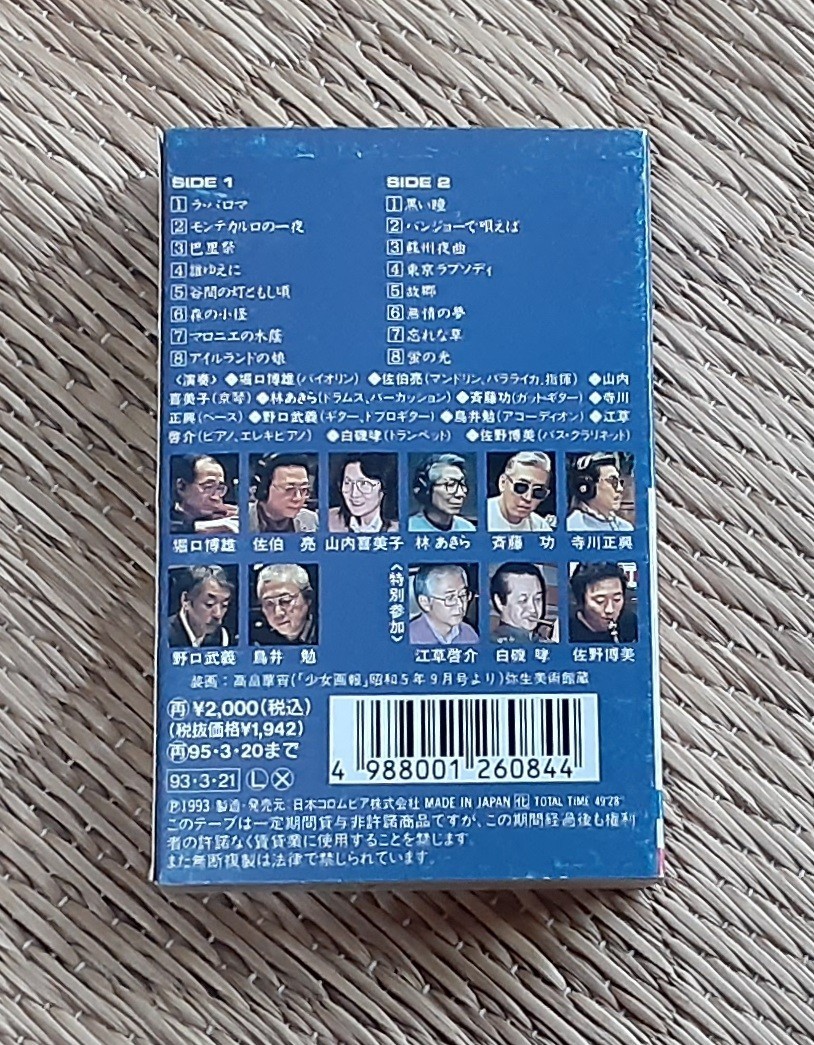 SIDE 1
1 ラ・パロマ
2 モンテカルロの一夜
3 巴里祭
4 誰ゆえに
5 谷間の灯ともし頃
6 夜の小径
7 マロニエの木蔭
8 アイルランドの娘
SIDE 2
1 黒い瞳
2 バンジョーで唄えば
3 蘇州夜曲
4 東京ラプソディ
5 故郷
6 無情の夢
7 忘れな草
8 蛍の光
〈演奏〉◆堀口博雄(バイオリン) ◆佐伯亮(マンドリン、バラライカ、指揮) ◆山内
喜美子(京琴) ◆林あきら(ドラムス、パーカッション) ◆斉藤功(ガットギター) ◆寺川
正興(ベース) ◆野口武義(ギター、ドブロギター) ◆鳥井勉(アコーディオン) ◆江草
啓介(ピアノ、エレキピアノ) ◆白磯哮(トランペット) ◆佐野博美(バス・クラリネット)
堀口博雄 佐伯 亮 山内喜美子 林 あきら 斉藤 功 寺川正興
野口武義 鳥井 勉 〈特別参加〉 江草啓介 白磯 哮 佐野博美
装画:高畠華宵(「少女画報」昭和5年9月号より)弥生美術館蔵
再 ¥2,000(税込)
(税抜価格¥1,942)
再 95・3・20まで
93・3・21 L X
4 988001 260844
Ⓟ1993 製造・発売元 日本コロムビア株式会社 MADE IN JAPAN 化 TOTAL TIME 49'28"
このテープは一定期間貸与非許諾商品ですが、この期間経過後も権利
者の許諾なく賃貸業に使用することを禁じます
また無断複製は法律で禁じられています